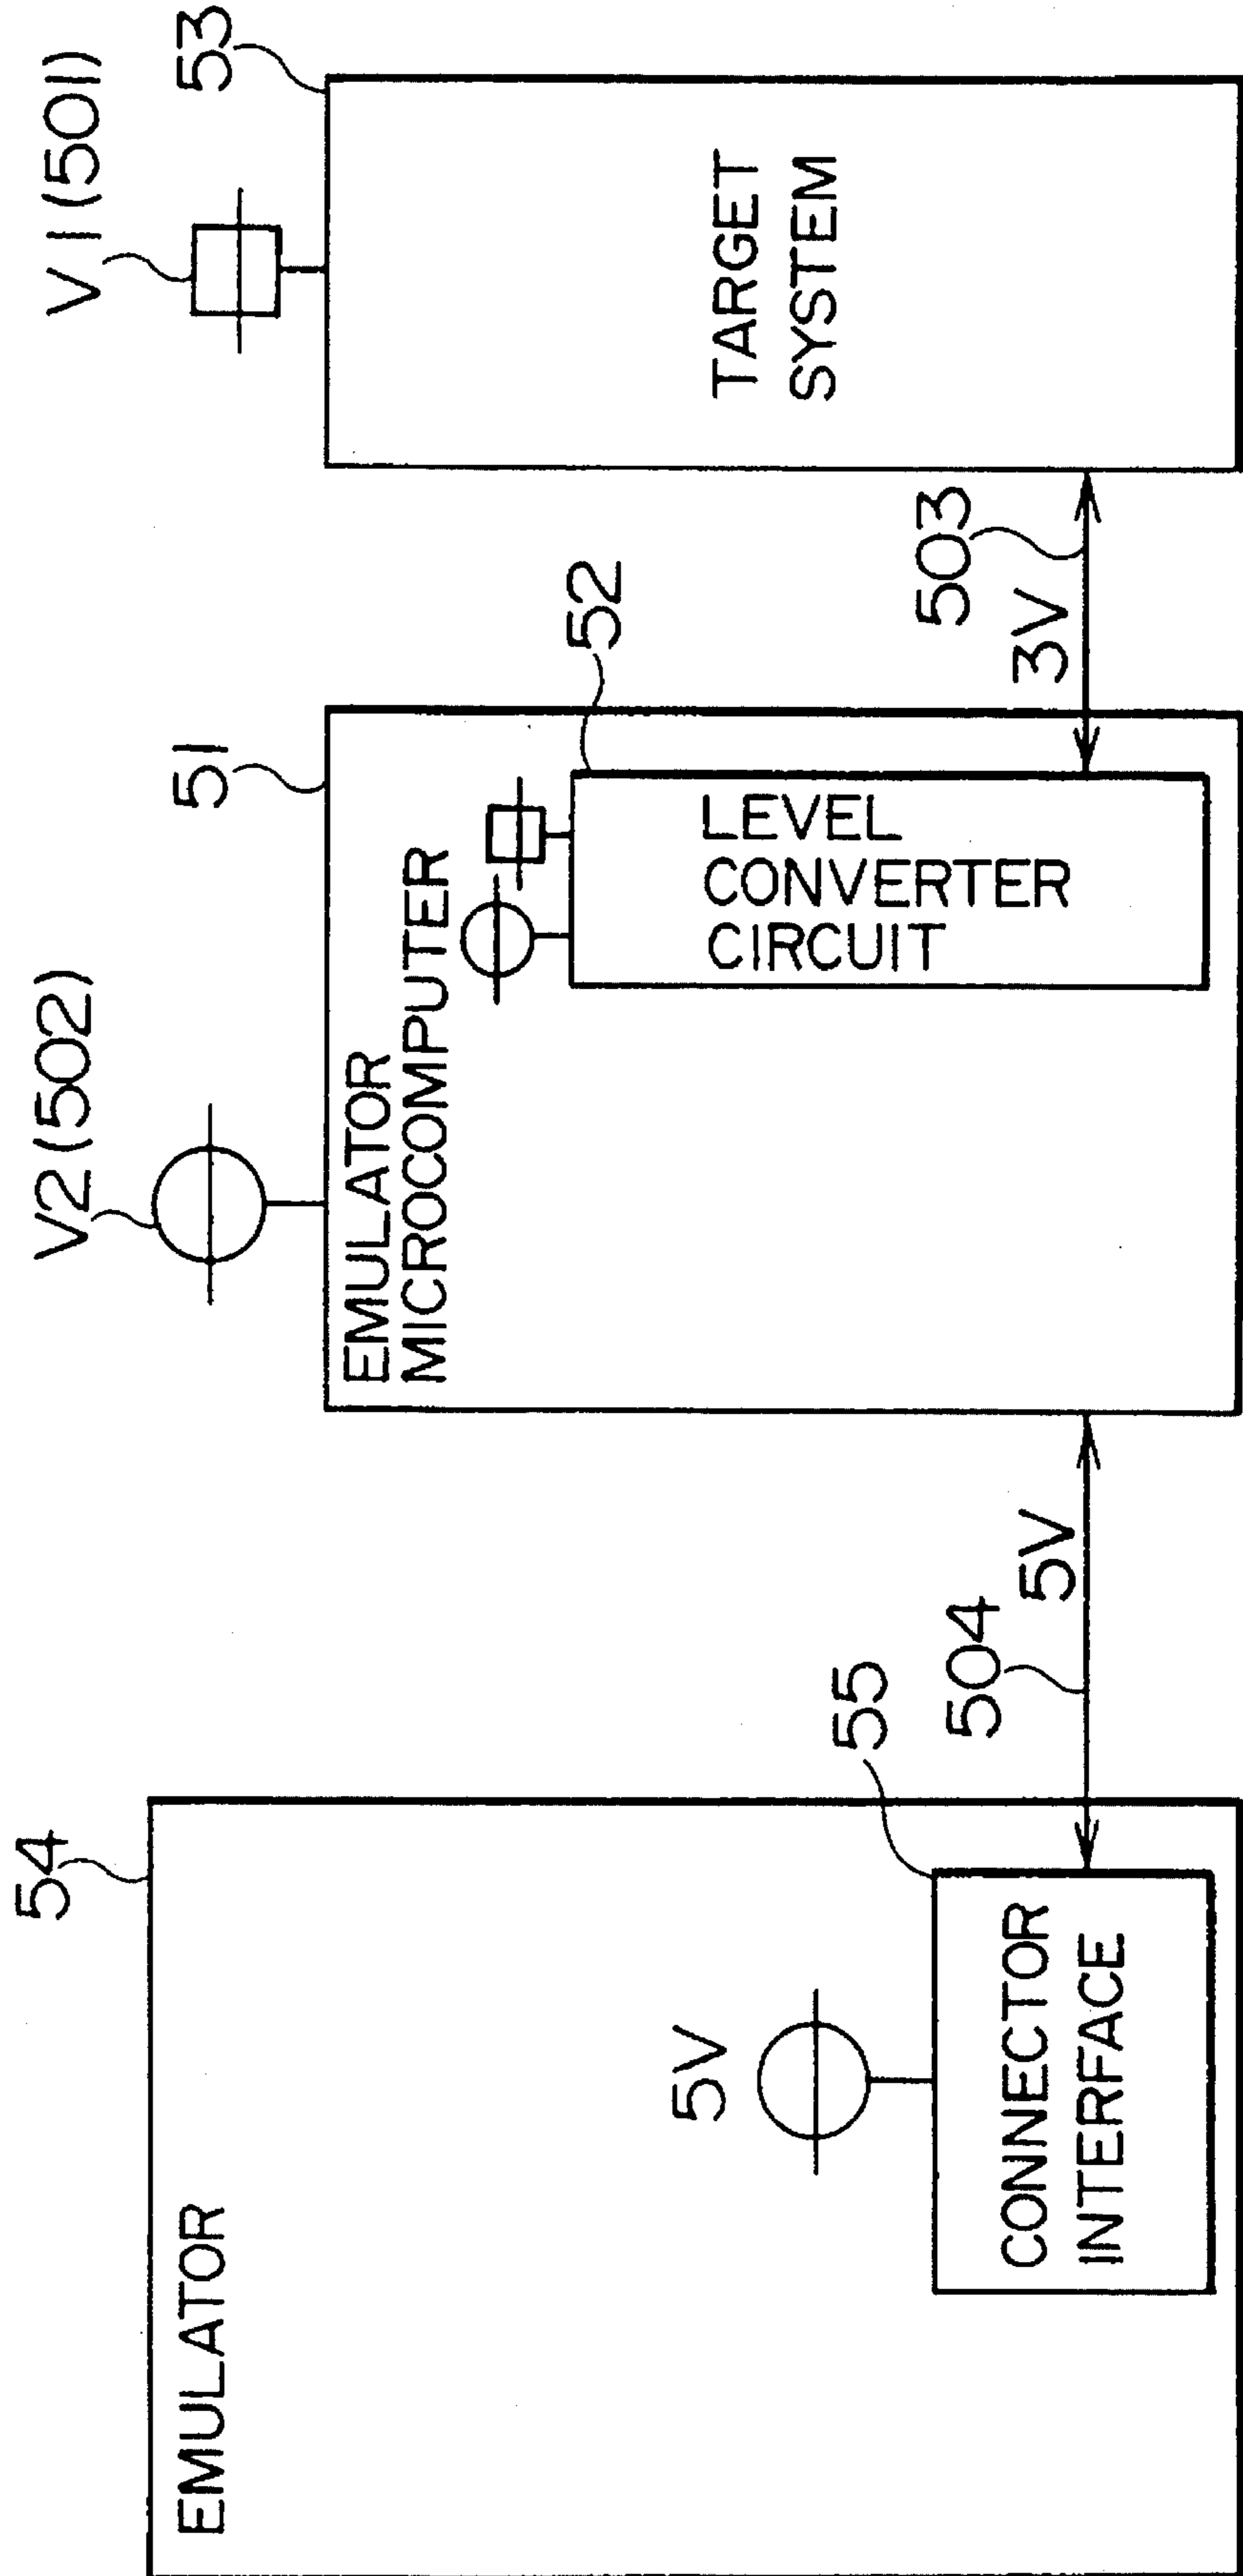 54
EMULATOR
5V
55
CONNECTOR
INTERFACE
504
5V
V2 (502)
51
EMULATOR
MICROCOMPUTER
52
LEVEL
CONVERTER
CIRCUIT
503
3V
V1 (501)
53
TARGET
SYSTEM